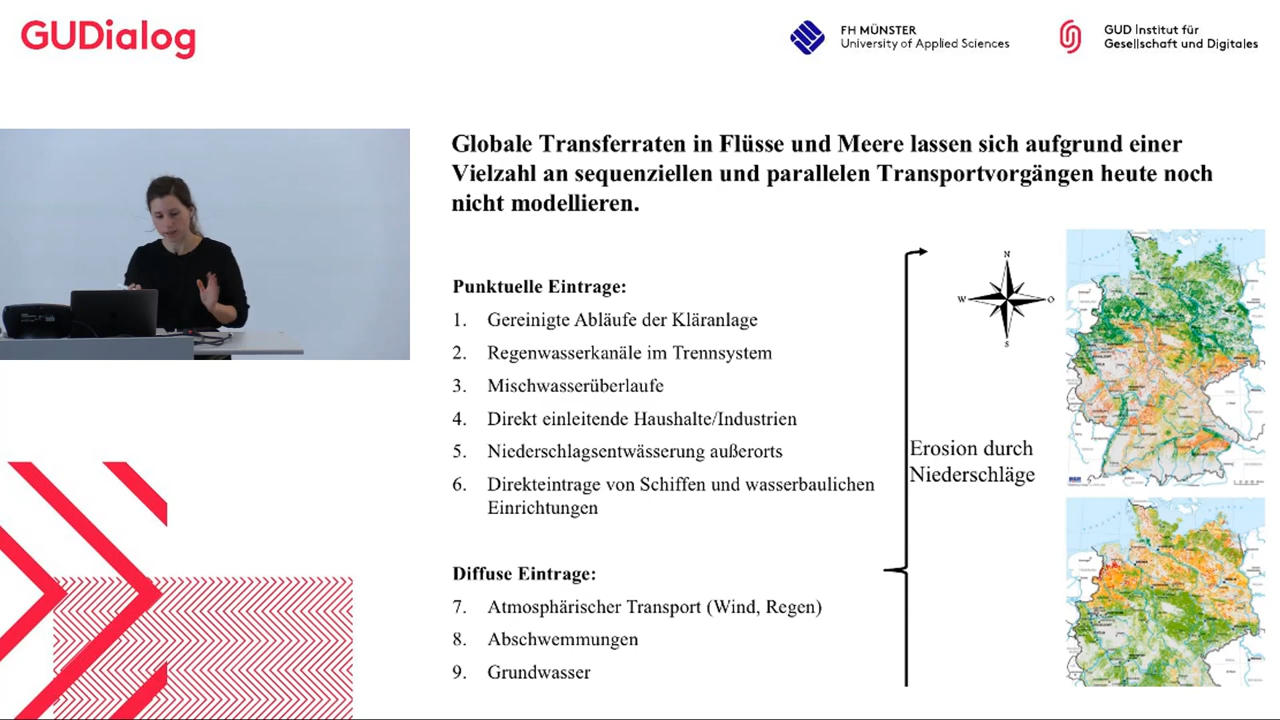 GUDialog
FH MÜNSTER
University of Applied Sciences
GUD Institut für
Gesellschaft und Digitales
Globale Transferraten in Flüsse und Meere lassen sich aufgrund einer
Vielzahl an sequenziellen und parallelen Transportvorgängen heute noch
nicht modellieren.
Punktuelle Eintrage:
1. Gereinigte Abläufe der Kläranlage
2. Regenwasserkanäle im Trennsystem
3. Mischwasserüberlaufe
4. Direkt einleitende Haushalte/Industrien
5. Niederschlagsentwässerung außerorts
6. Direkteintrage von Schiffen und wasserbaulichen
Einrichtungen
Diffuse Eintrage:
7. Atmosphärischer Transport (Wind, Regen)
8. Abschwemmungen
9. Grundwasser
Erosion durch
Niederschläge
N
W
O
S